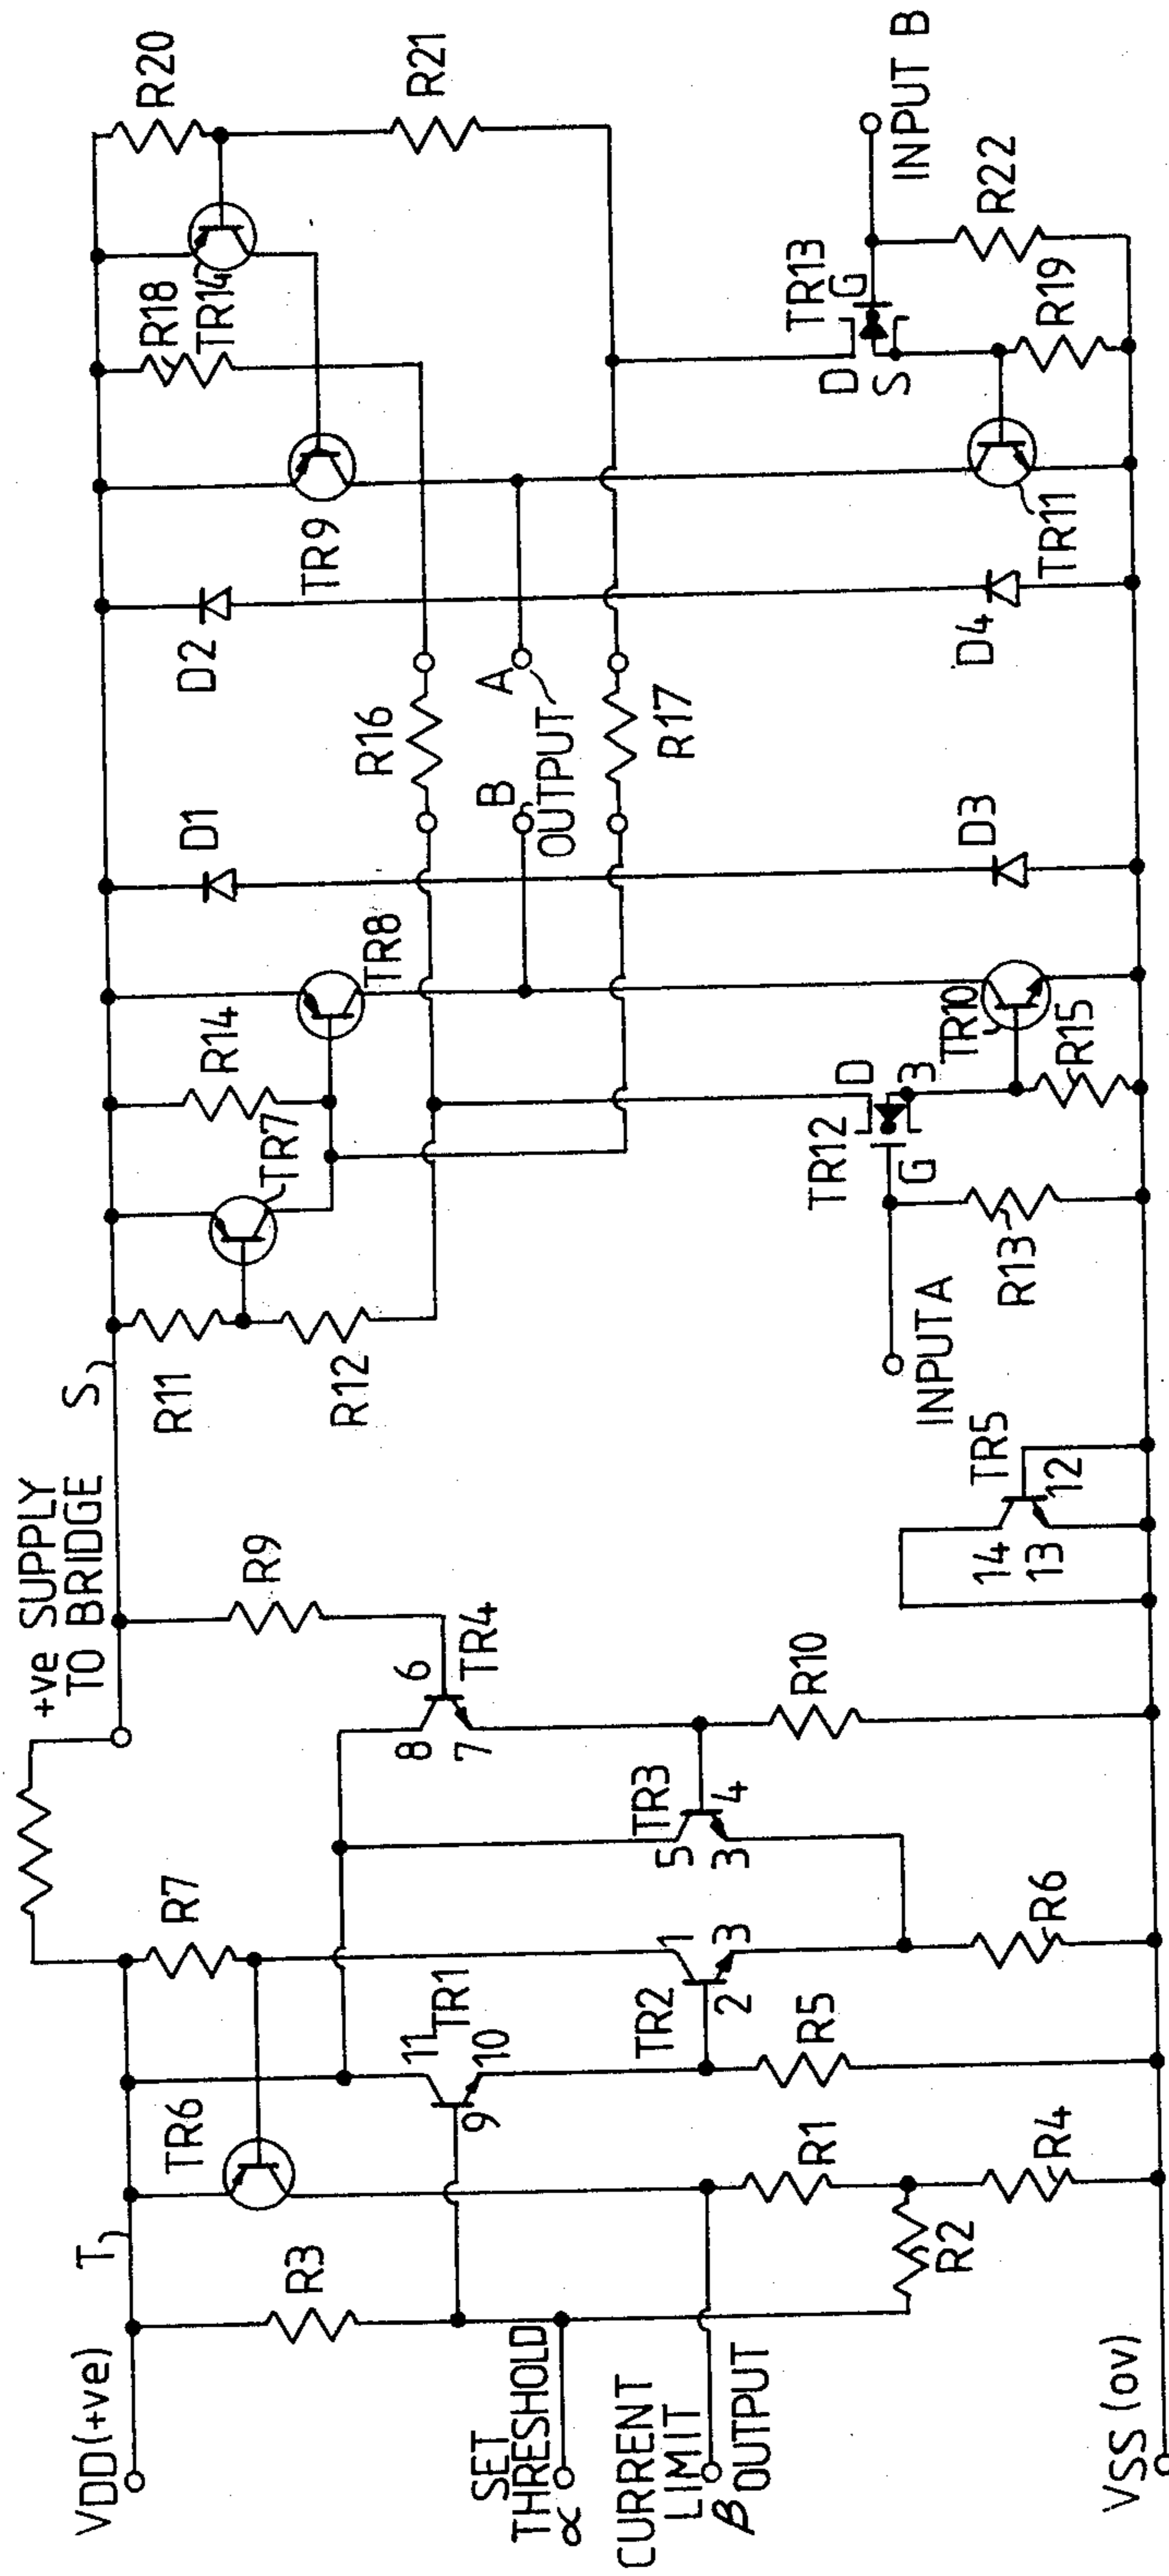 VDD(+ve)
T
R3
TR6
R7
+ve SUPPLY
TO BRIDGE
S
R9
R11
R12
TR7
R14
TR8
D1
D2
TR9
R18
TR14
R20
R21
SET
THRESHOLD
α
CURRENT
LIMIT
β OUTPUT
11
TR1
10
9
8
6
7
TR4
TR2
1
2
3
TR3
5
4
3
R1
R2
R4
R5
R6
R10
TR5
14
13
12
INPUT A
R13
TR12
D
G
3
TR10
R15
R16
B
A
OUTPUT
R17
D3
D4
TR11
TR13
D
G
S
R19
R22
INPUT B
VSS (0V)